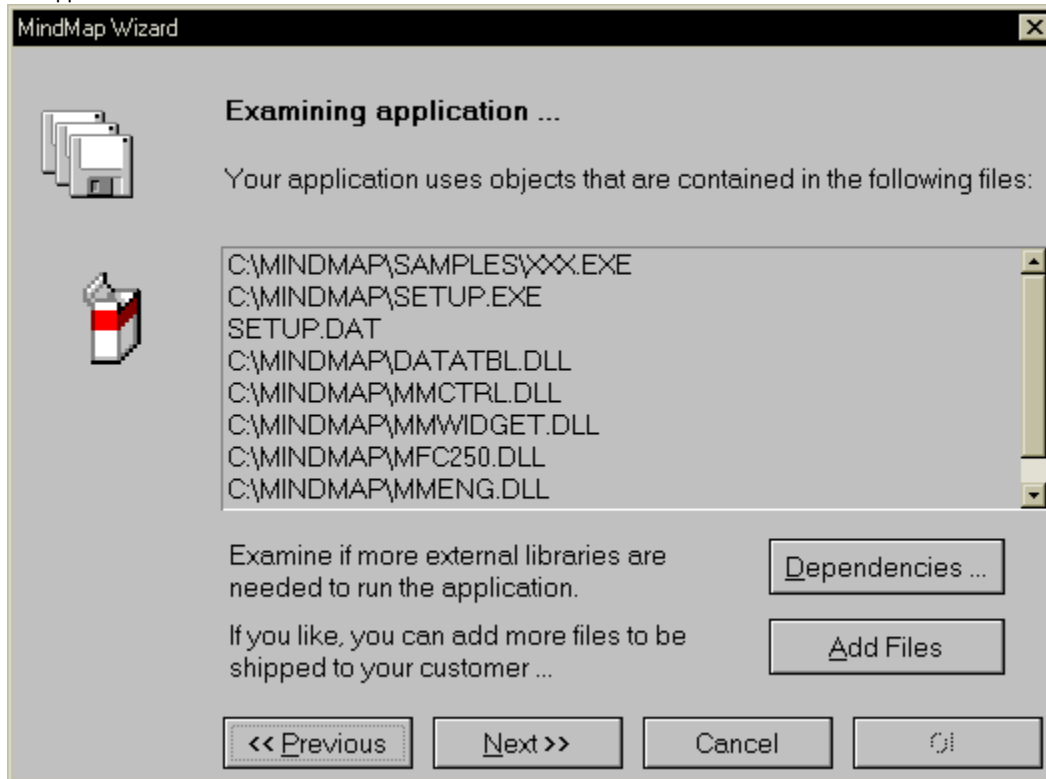 MindMap Wizard
Examining application ...
Your application uses objects that are contained in the following files:
C:\MINDMAP\SAMPLES\XXX.EXE
C:\MINDMAP\SETUP.EXE
SETUP.DAT
C:\MINDMAP\DATATBL.DLL
C:\MINDMAP\MMCTRL.DLL
C:\MINDMAP\MMWIDGET.DLL
C:\MINDMAP\MFC250.DLL
C:\MINDMAP\MMENG.DLL
Examine if more external libraries are
needed to run the application.
Dependencies ...
If you like, you can add more files to be
shipped to your customer ...
Add Files
<< Previous
Next >>
Cancel